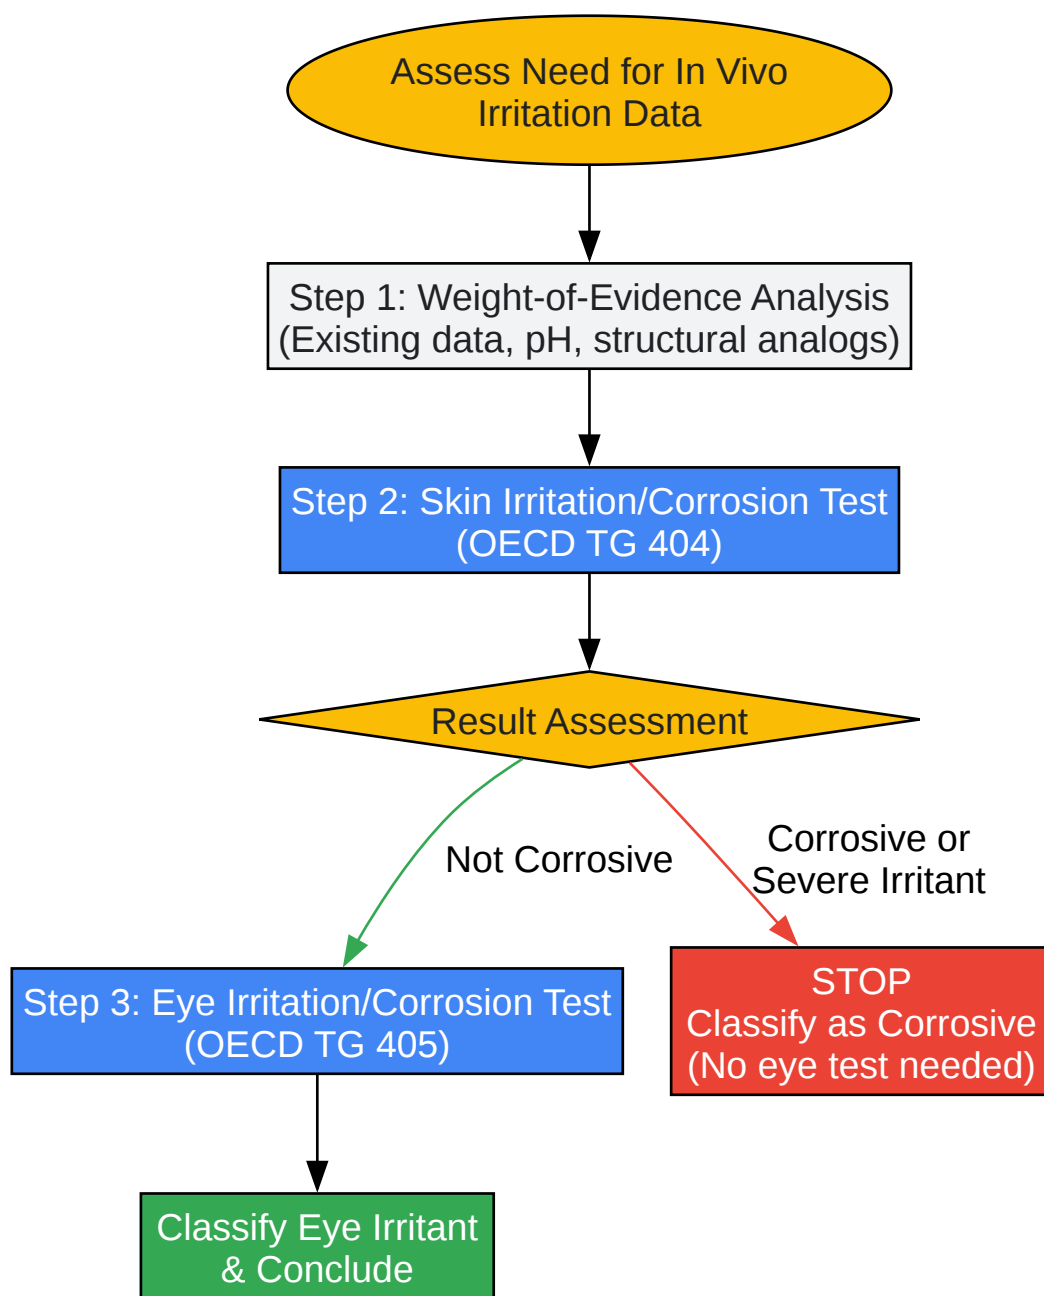 Assess Need for In Vivo
Irritation Data
Step 1: Weight-of-Evidence Analysis
(Existing data, pH, structural analogs)
Step 2: Skin Irritation/Corrosion Test
(OECD TG 404)
Result Assessment
Not Corrosive
Corrosive or
Severe Irritant
Step 3: Eye Irritation/Corrosion Test
(OECD TG 405)
STOP
Classify as Corrosive
(No eye test needed)
Classify Eye Irritant
& Conclude